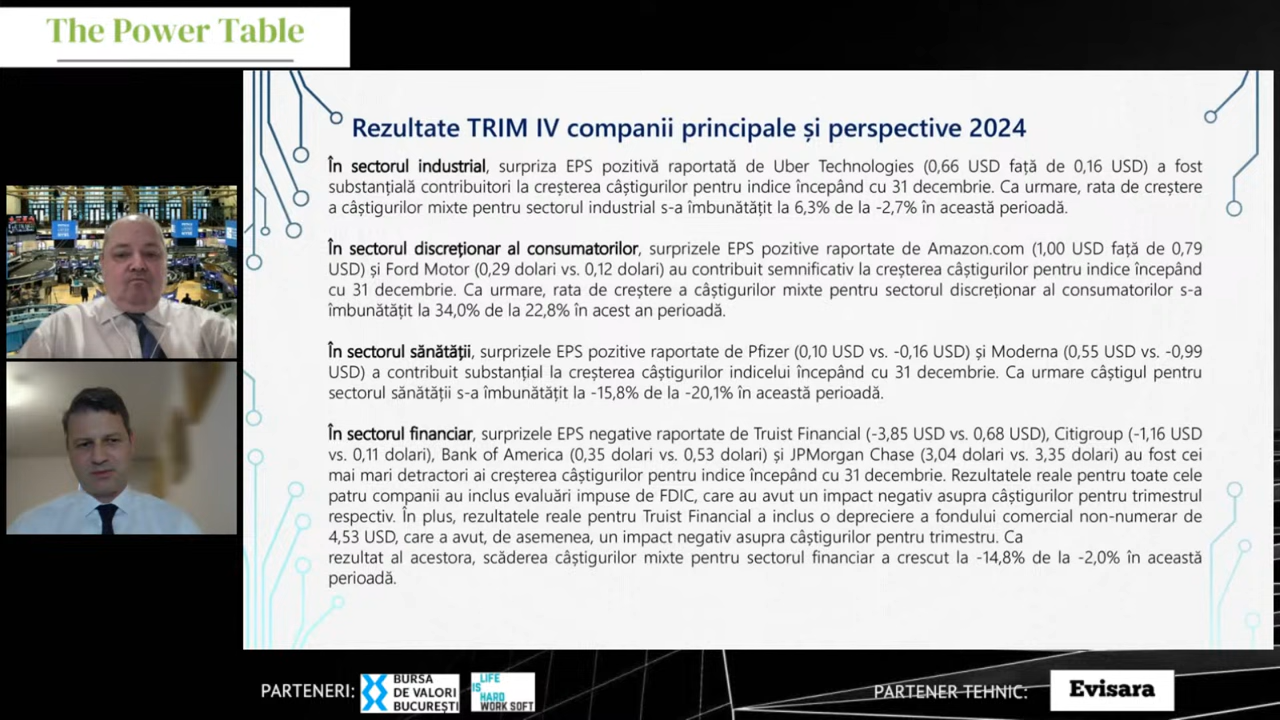 The Power Table
Rezultate TRIM IV companii principale și perspective 2024
În sectorul industrial, surpriza EPS pozitivă raportată de Uber Technologies (0,66 USD față de 0,16 USD) a fost
substanțială contribuitori la creșterea câștigurilor pentru indice începând cu 31 decembrie. Ca urmare, rata de creștere
a câștigurilor mixte pentru sectorul industrial s-a îmbunătățit la 6,3% de la -2,7% în această perioadă.
În sectorul discreționar al consumatorilor, surprizele EPS pozitive raportate de Amazon.com (1,00 USD față de 0,79
USD) și Ford Motor (0,29 dolari vs. 0,12 dolari) au contribuit semnificativ la creșterea câștigurilor pentru indice începând
cu 31 decembrie. Ca urmare, rata de creștere a câștigurilor mixte pentru sectorul discreționar al consumatorilor s-a
îmbunătățit la 34,0% de la 22,8% în acest an perioadă.
În sectorul sănătății, surprizele EPS pozitive raportate de Pfizer (0,10 USD vs. -0,16 USD) și Moderna (0,55 USD vs. -0,99
USD) a contribuit substanțial la creșterea câștigurilor indicelui începând cu 31 decembrie. Ca urmare câștigul pentru
sectorul sănătății s-a îmbunătățit la -15,8% de la -20,1% în această perioadă.
În sectorul financiar, surprizele EPS negative raportate de Truist Financial (-3,85 USD vs. 0,68 USD), Citigroup (-1,16 USD
vs. 0,11 dolari), Bank of America (0,35 dolari vs. 0,53 dolari) și JPMorgan Chase (3,04 dolari vs. 3,35 dolari) au fost cei
mai mari detractori ai creșterea câștigurilor pentru indice începând cu 31 decembrie. Rezultatele reale pentru toate cele
patru companii au inclus evaluări impuse de FDIC, care au avut un impact negativ asupra câștigurilor pentru trimestrul
respectiv. În plus, rezultatele reale pentru Truist Financial a inclus o depreciere a fondului comercial non-numerar de
4,53 USD, care a avut, de asemenea, un impact negativ asupra câștigurilor pentru trimestru. Ca
rezultat al acestora, scăderea câștigurilor mixte pentru sectorul financiar a crescut la -14,8% de la -2,0% în această
perioadă.
PARTENERI:
BURSA
DE VALORI
BUCUREȘTI
LIFE
IS
HARD
WORK SOFT
PARTENER TEHNIC:
Evisara